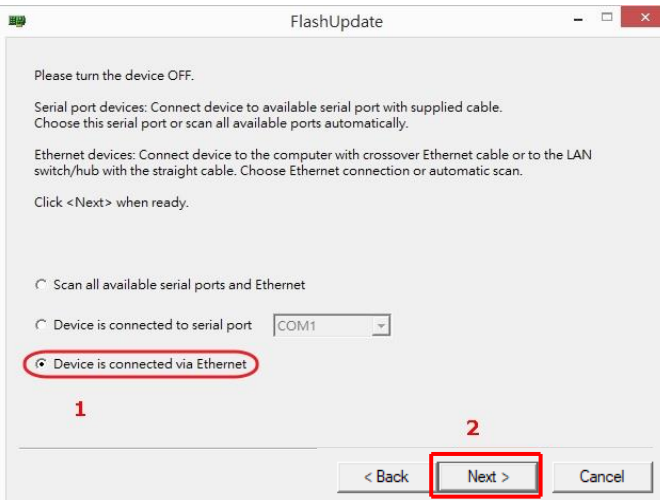 FlashUpdate
Please turn the device OFF.
Serial port devices: Connect device to available serial port with supplied cable.
Choose this serial port or scan all available ports automatically.
Ethernet devices: Connect device to the computer with crossover Ethernet cable or to the LAN
switch/hub with the straight cable. Choose Ethernet connection or automatic scan.
Click <Next> when ready.
Scan all available serial ports and Ethernet
Device is connected to serial port COM1
Device is connected via Ethernet
1
2
< Back Next > Cancel